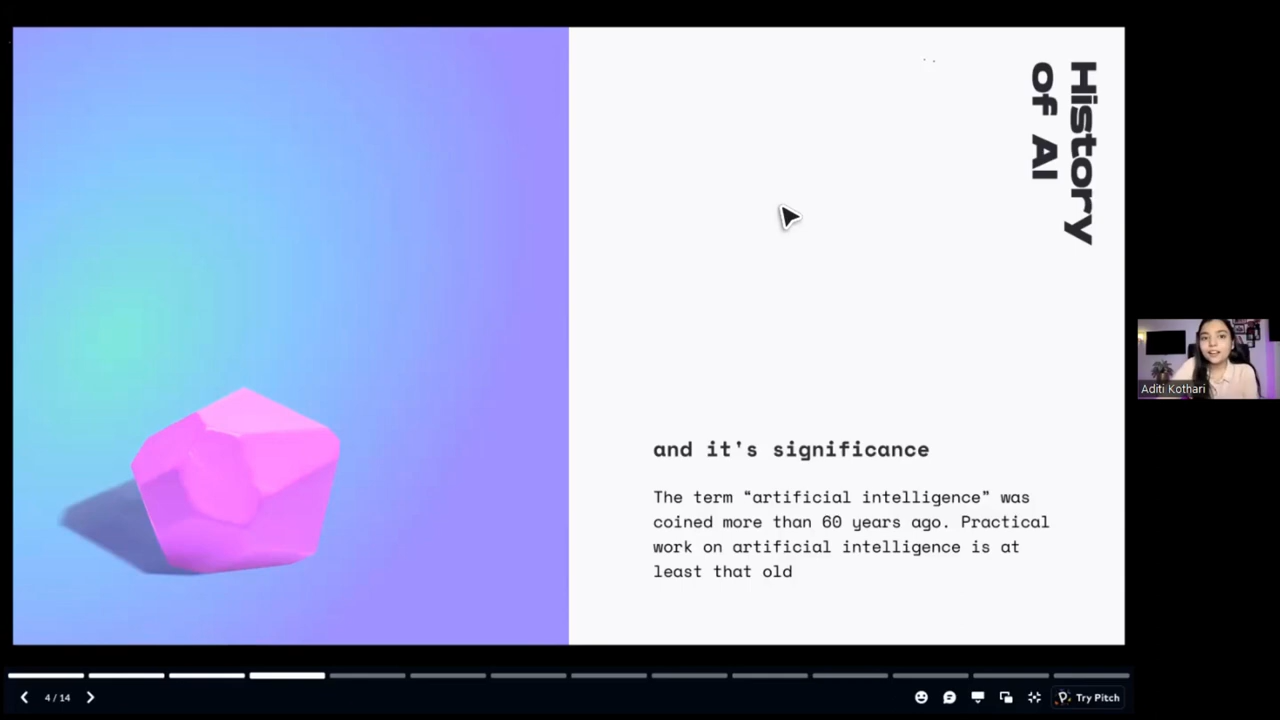 History
of AI
and it's significance
The term “artificial intelligence” was
coined more than 60 years ago. Practical
work on artificial intelligence is at
least that old
Aditi Kothari
4 / 14
Try Pitch